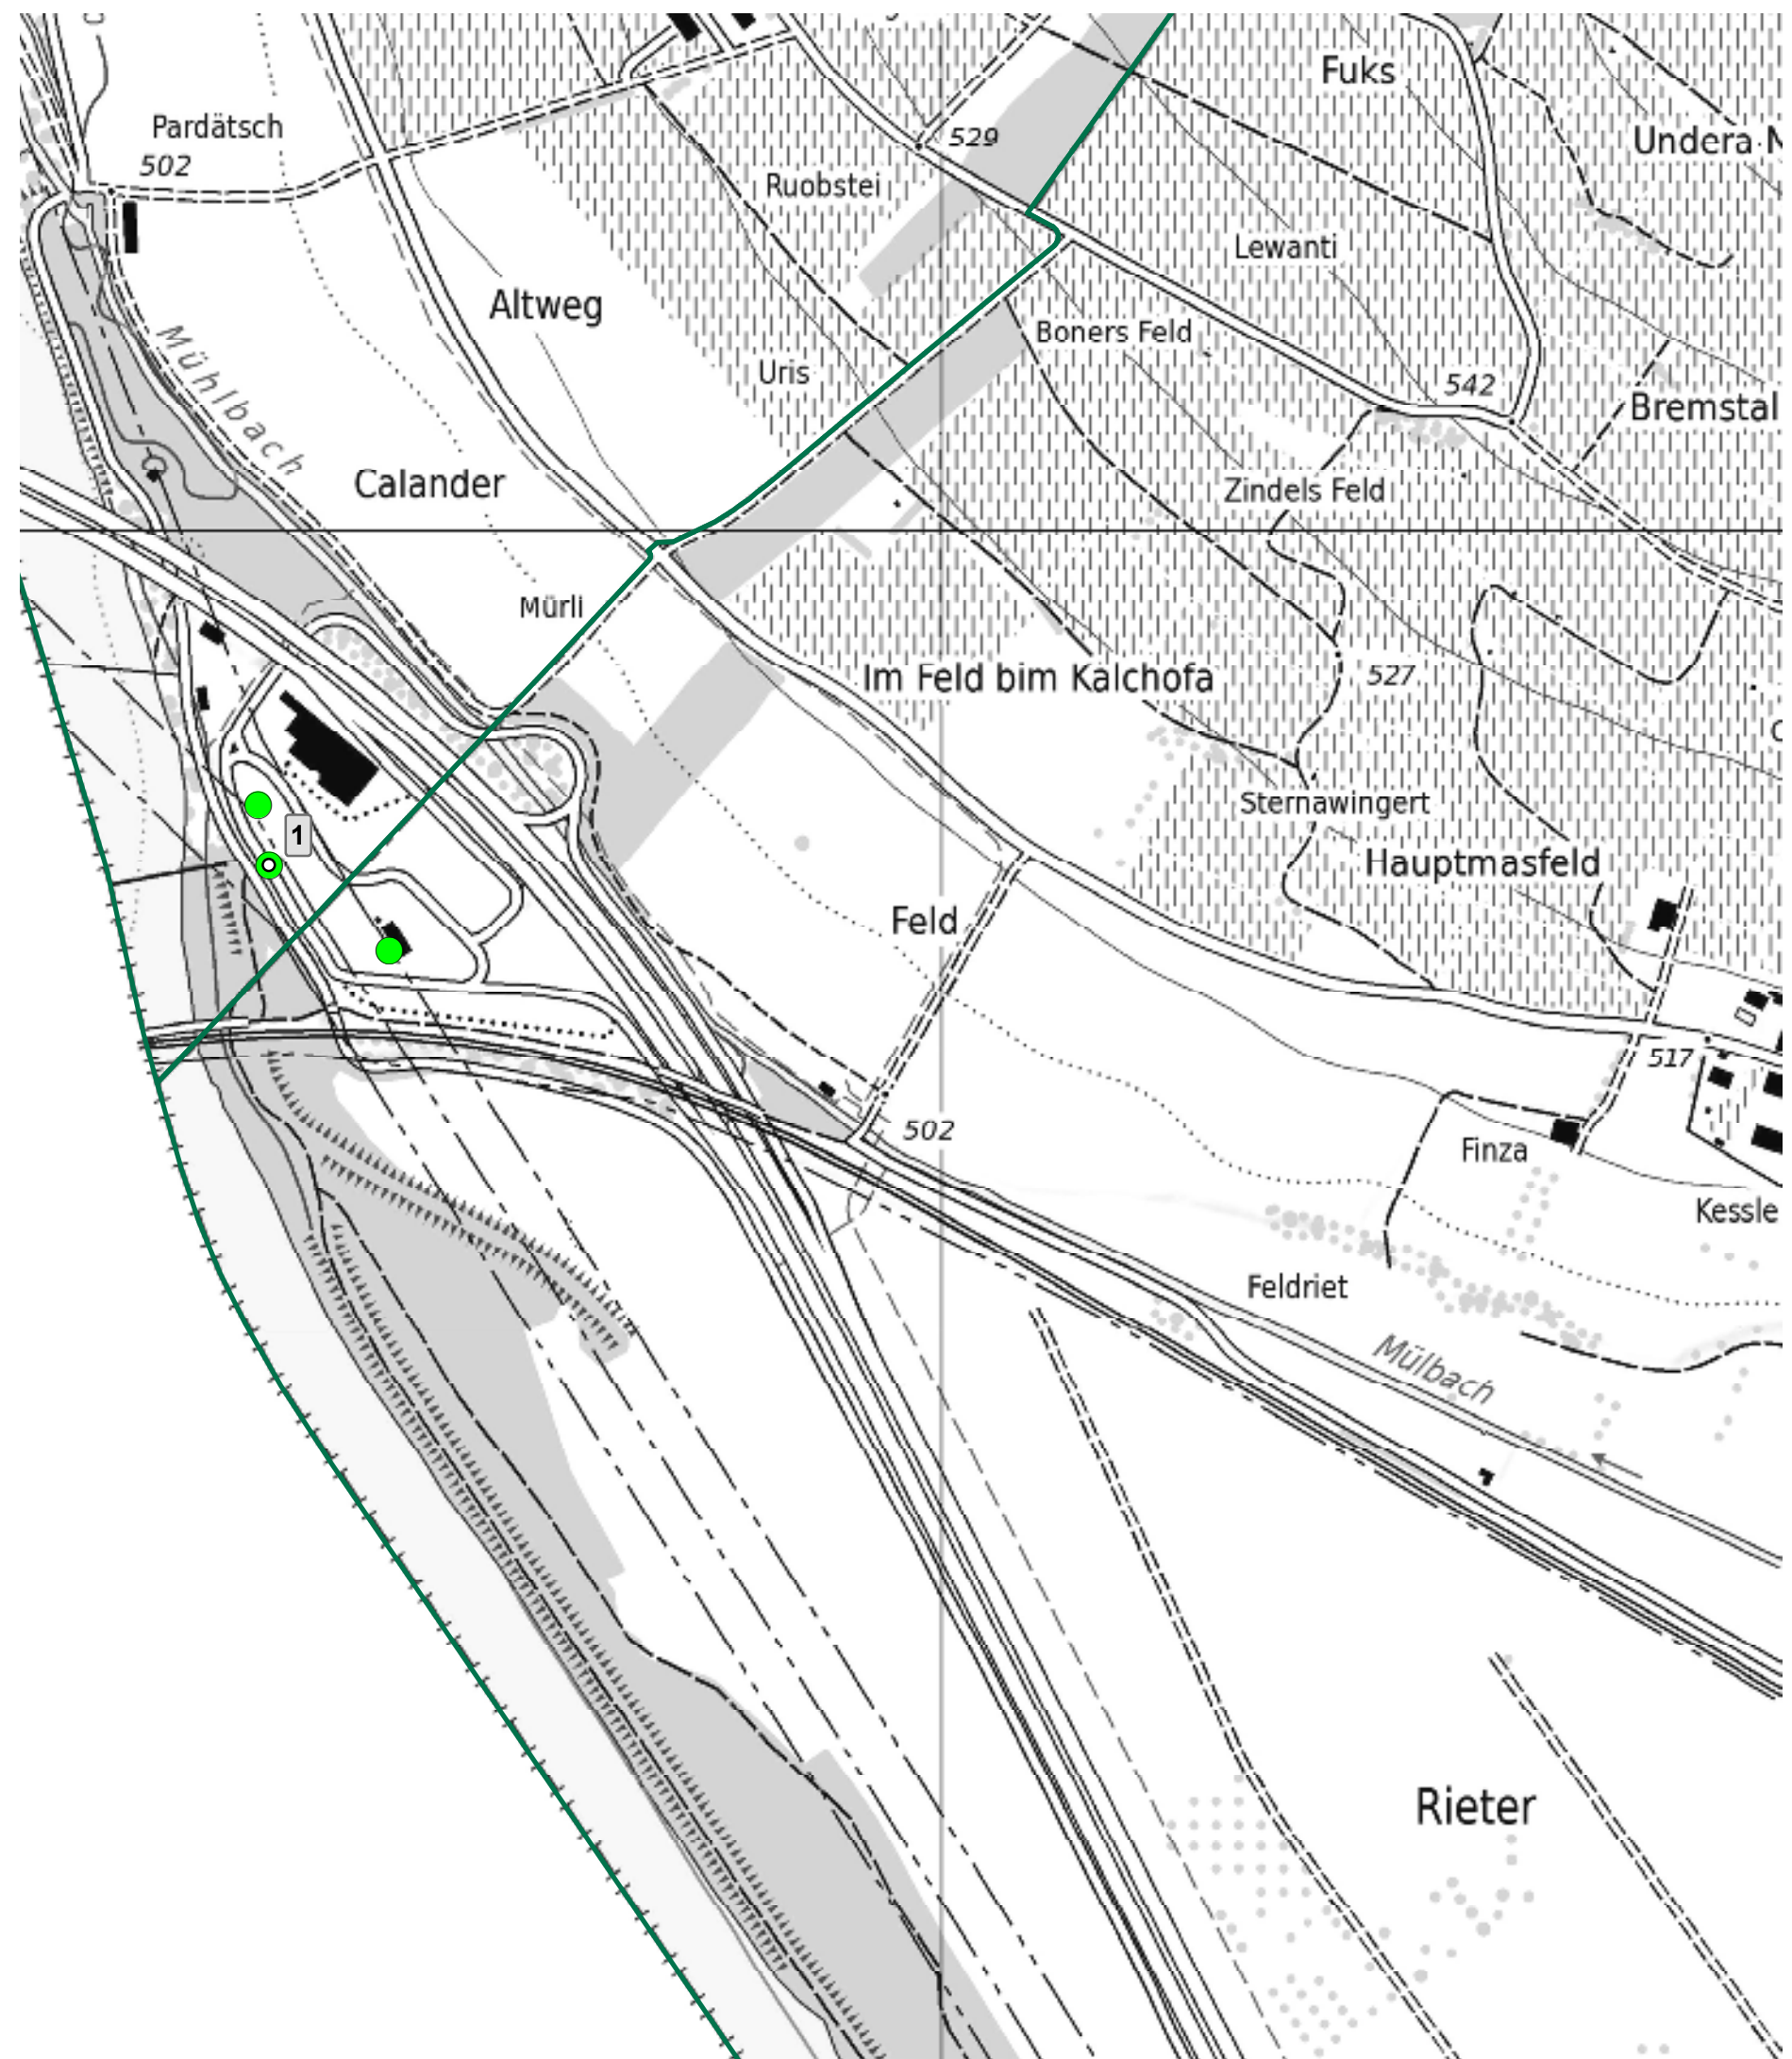 Fuks
Pardätsch
502
529
Undera
Ruobstei
Lewanti
Altweg
Boners Feld
Mühlbach
Uris
542
Bremstal
Calander
Zindels Feld
Mürli
Im Feld bim Kalchofa
527
Sternawingert
1
Hauptmasfeld
Feld
517
502
Finza
Kessle
Feldriet
Mülbach
Rieter